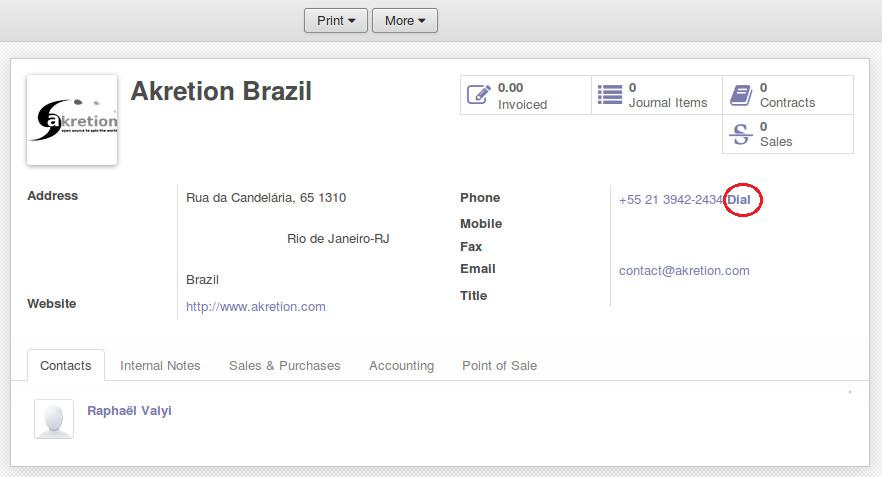 Print
More
akretion
open source to spin the world
Akretion Brazil
0.00
Invoiced
0
Journal Items
0
Contracts
0
Sales
Address
Rua da Candelária, 65 1310
Rio de Janeiro-RJ
Brazil
Website
http://www.akretion.com
Phone
+55 21 3942-2434 Dial
Mobile
Fax
Email
contact@akretion.com
Title
Contacts
Internal Notes
Sales & Purchases
Accounting
Point of Sale
Raphaël Valyi